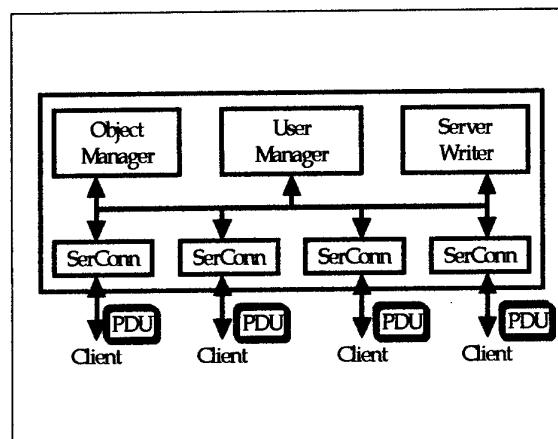 Object
Manager
User
Manager
Server
Writer
SerConn
SerConn
SerConn
SerConn
PDU
PDU
PDU
PDU
Client
Client
Client
Client